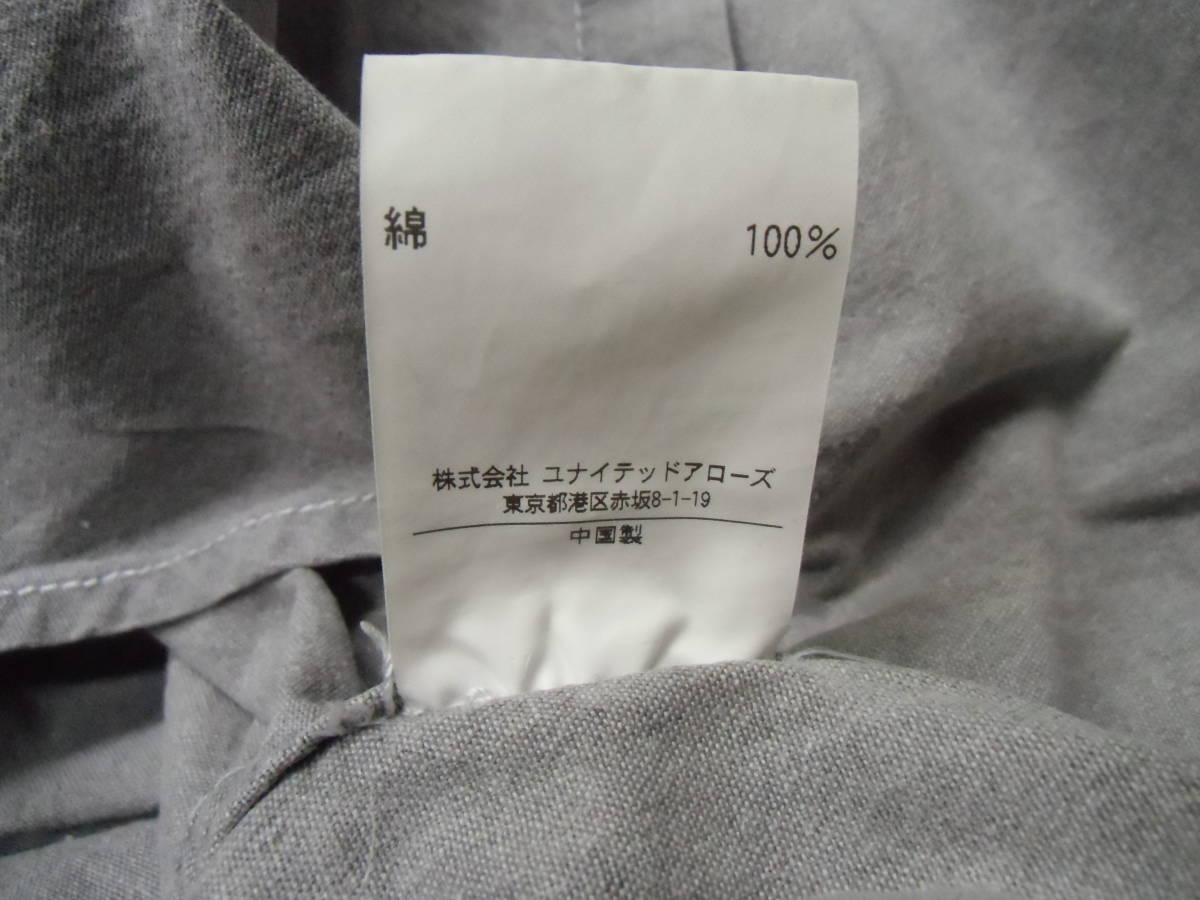 綿 100%
株式会社 ユナイテッドアローズ
東京都港区赤坂8-1-19
中国製